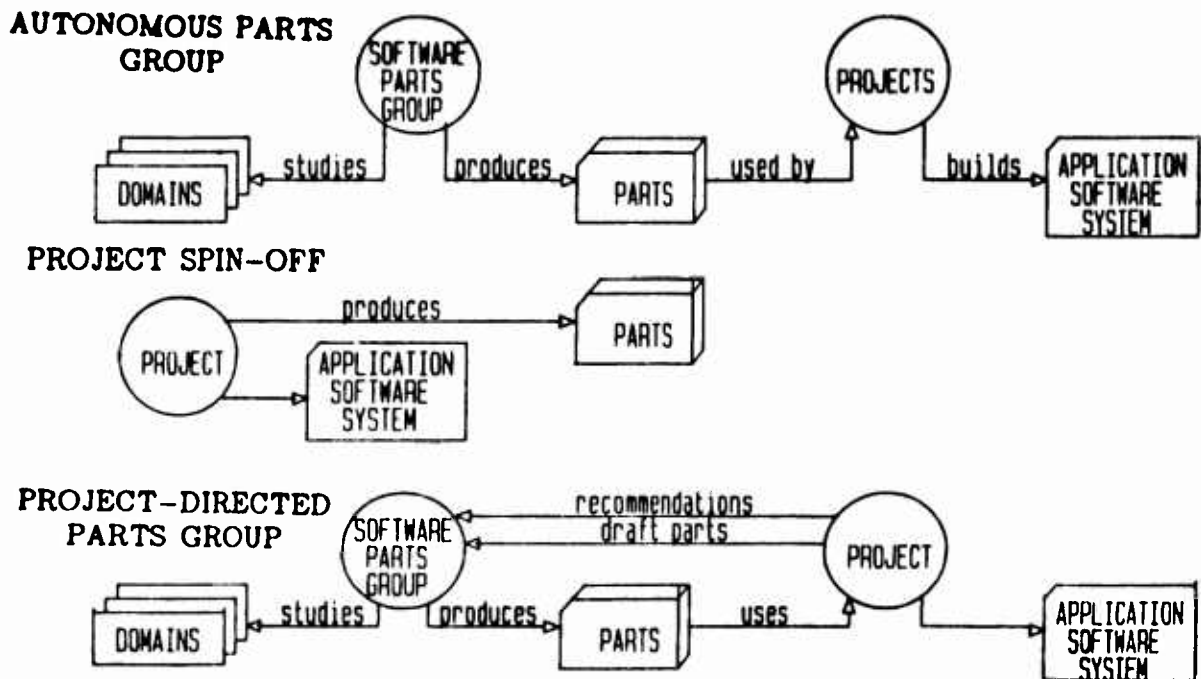 AUTONOMOUS PARTS
GROUP
SOFTWARE
PARTS
GROUP
PROJECTS
studies
produces
used by
builds
DOMAINS
PARTS
APPLICATION
SOFTWARE
SYSTEM
PROJECT SPIN-OFF
produces
PARTS
PROJECT
APPLICATION
SOFTWARE
SYSTEM
PROJECT-DIRECTED
PARTS GROUP
SOFTWARE
PARTS
GROUP
recommendations
draft parts
PROJECT
studies
produces
uses
DOMAINS
PARTS
APPLICATION
SOFTWARE
SYSTEM